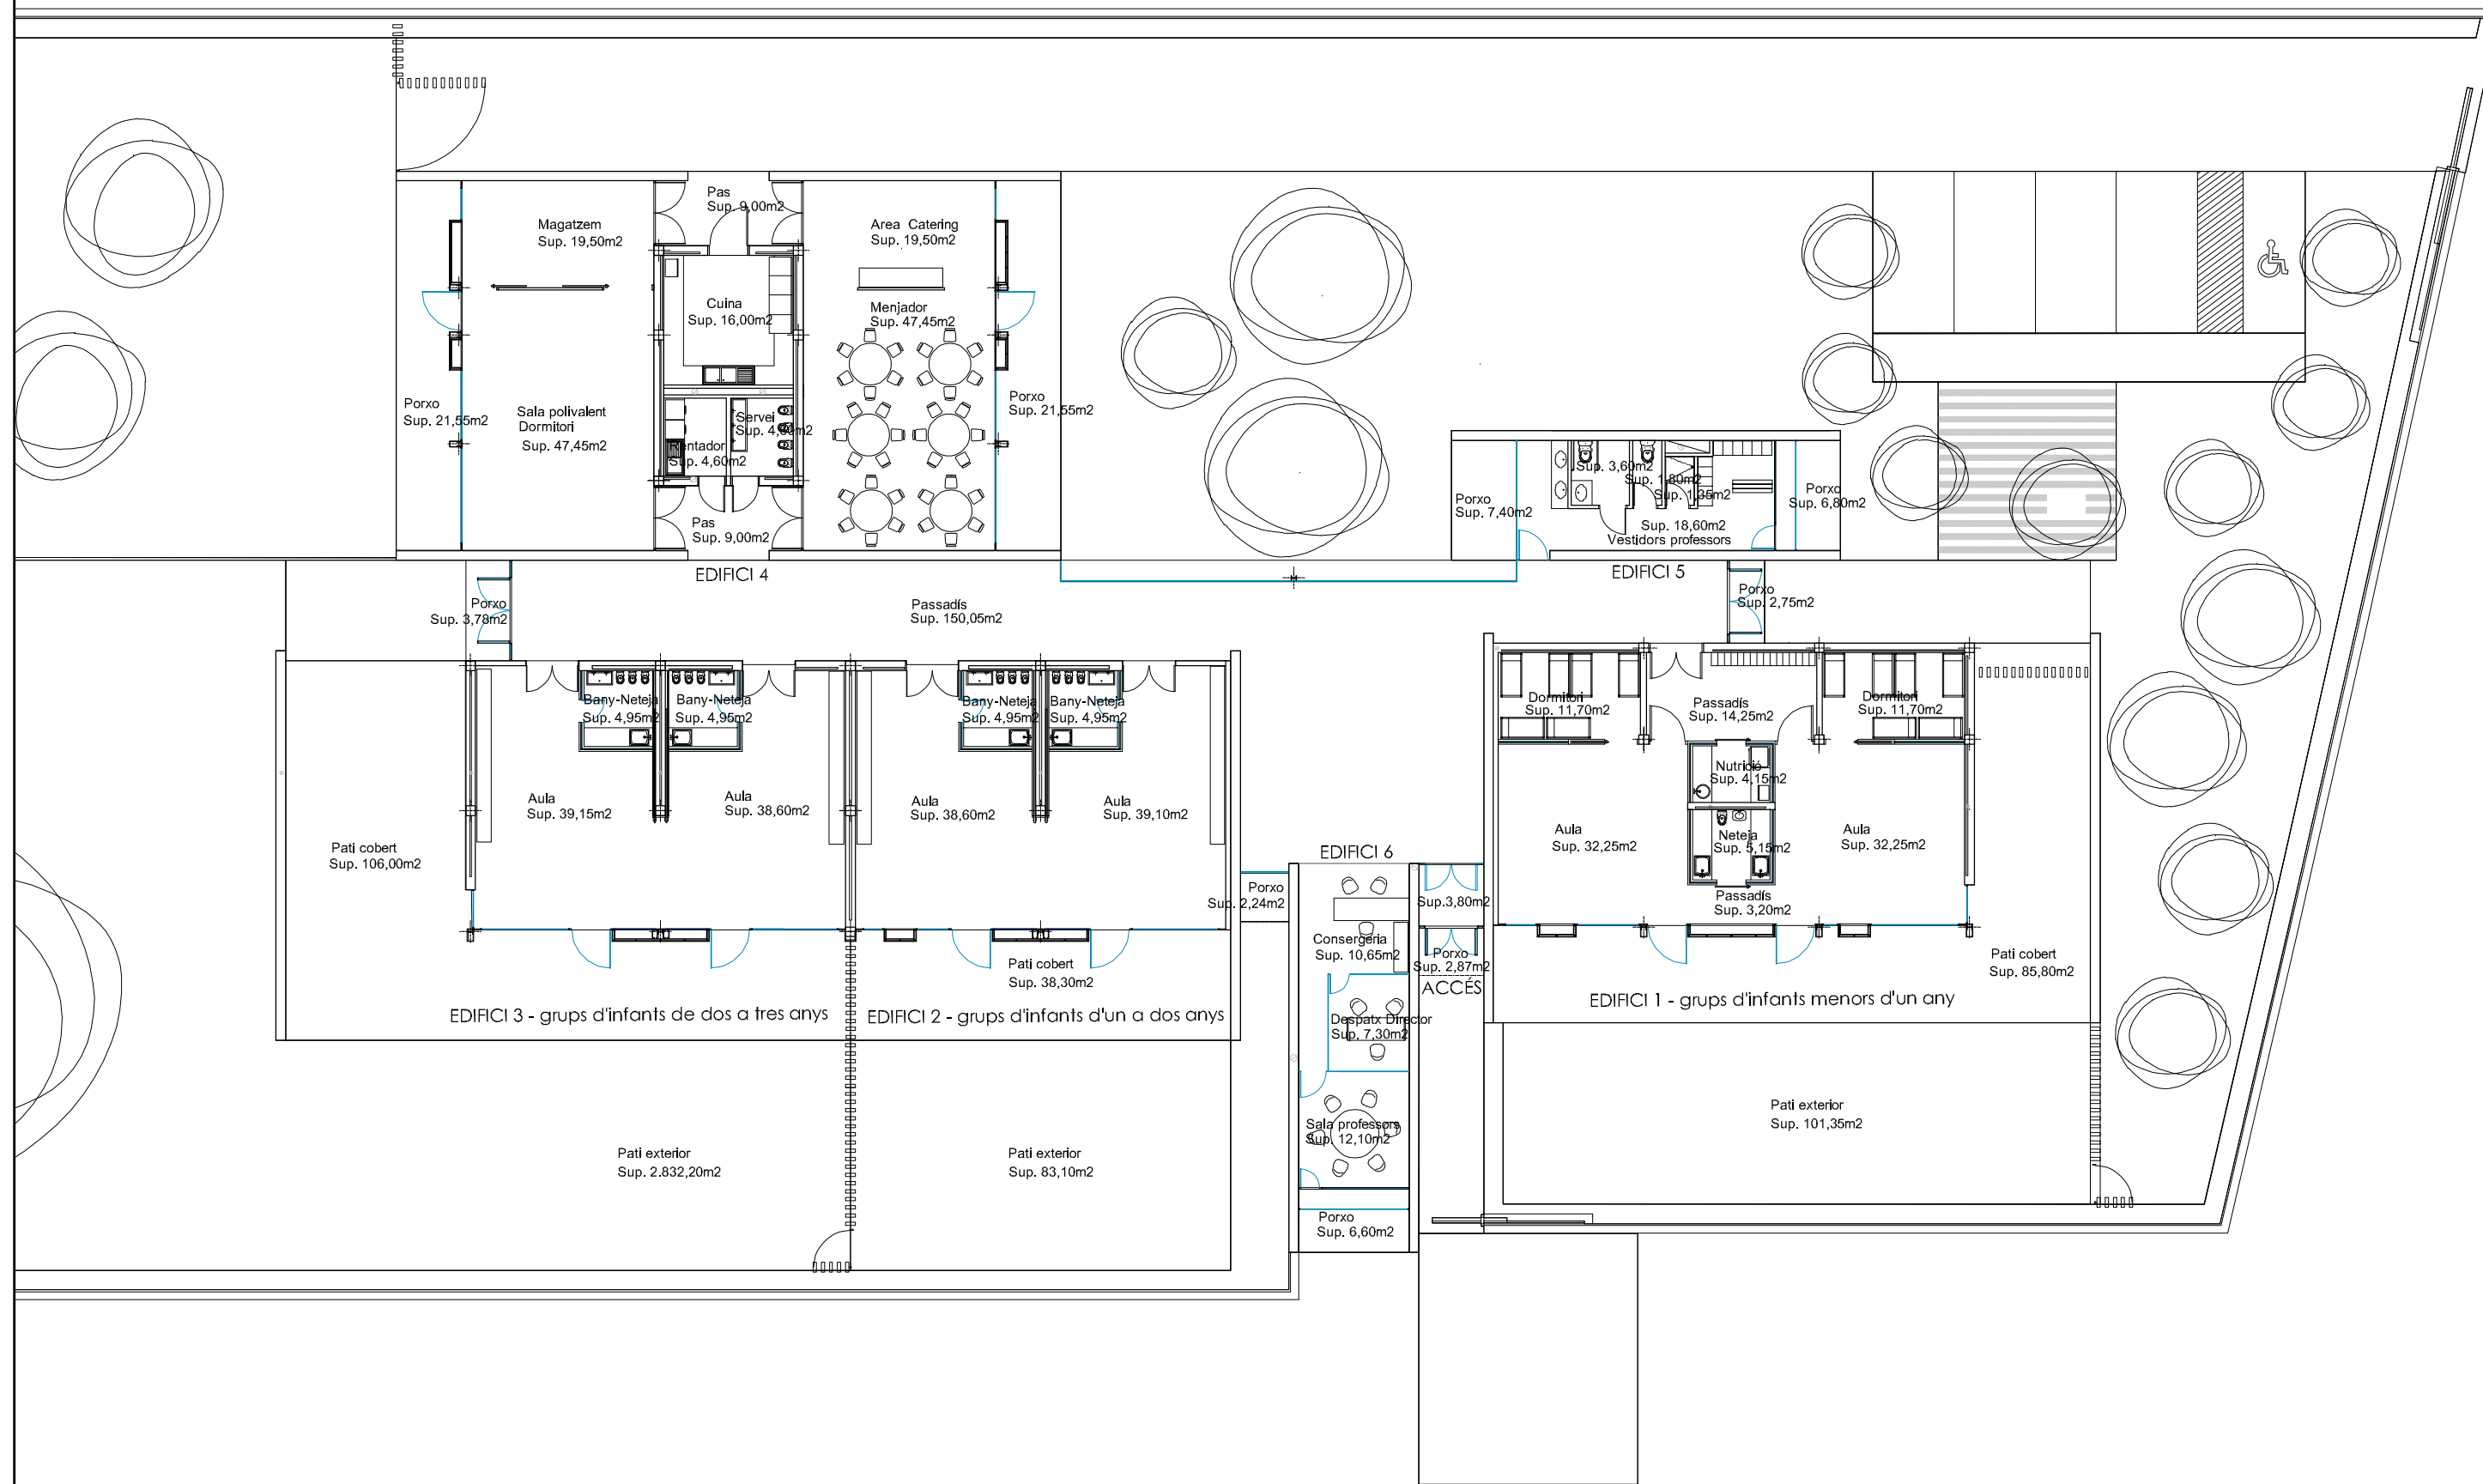 Pas
Sup. 9,00m2
Magatzem
Sup. 19,50m2
Area Catering
Sup. 19,50m2
Cuina
Sup. 16,00m2
Menjador
Sup. 47,45m2
Porxo
Sup. 21,55m2
Sala polivalent
Dormitori
Sup. 47,45m2
Servei
Rentador
Sup. 4,60m2
Porxo
Sup. 21,55m2
Pas
Sup. 9,00m2
EDIFICI 4
Porxo
Sup. 7,40m2
Sup. 3,60m2
Sup. 1,80m2
Sup. 1,35m2
Porxo
Sup. 6,80m2
Sup. 18,60m2
Vestidors professors
EDIFICI 5
Porxo
Sup. 3,78m2
Passadís
Sup. 150,05m2
Porxo
Sup. 2,75m2
Bany-Neteja
Sup. 4,95m2
Bany-Neteja
Sup. 4,95m2
Bany-Neteja
Sup. 4,95m2
Bany-Neteja
Sup. 4,95m2
Dormitori
Sup. 11,70m2
Passadís
Sup. 14,25m2
Dormitori
Sup. 11,70m2
Nutrició
Sup. 4,15m2
Aula
Sup. 39,15m2
Aula
Sup. 38,60m2
Aula
Sup. 38,60m2
Aula
Sup. 39,10m2
Pati cobert
Sup. 106,00m2
Aula
Sup. 32,25m2
Neteja
Sup. 5,15m2
Aula
Sup. 32,25m2
EDIFICI 6
Porxo
Sup. 2,24m2
Sup.3,80m2
Passadís
Sup. 3,20m2
Consergeria
Sup. 10,65m2
Porxo
Sup. 2,87m2
ACCÉS
Pati cobert
Sup. 38,30m2
Pati cobert
Sup. 85,80m2
EDIFICI 3 - grups d'infants de dos a tres anys
EDIFICI 2 - grups d'infants d'un a dos anys
EDIFICI 1 - grups d'infants menors d'un any
Despatx Director
Sup. 7,30m2
Sala professors
Sup. 12,10m2
Pati exterior
Sup. 101,35m2
Pati exterior
Sup. 2.832,20m2
Pati exterior
Sup. 83,10m2
Porxo
Sup. 6,60m2